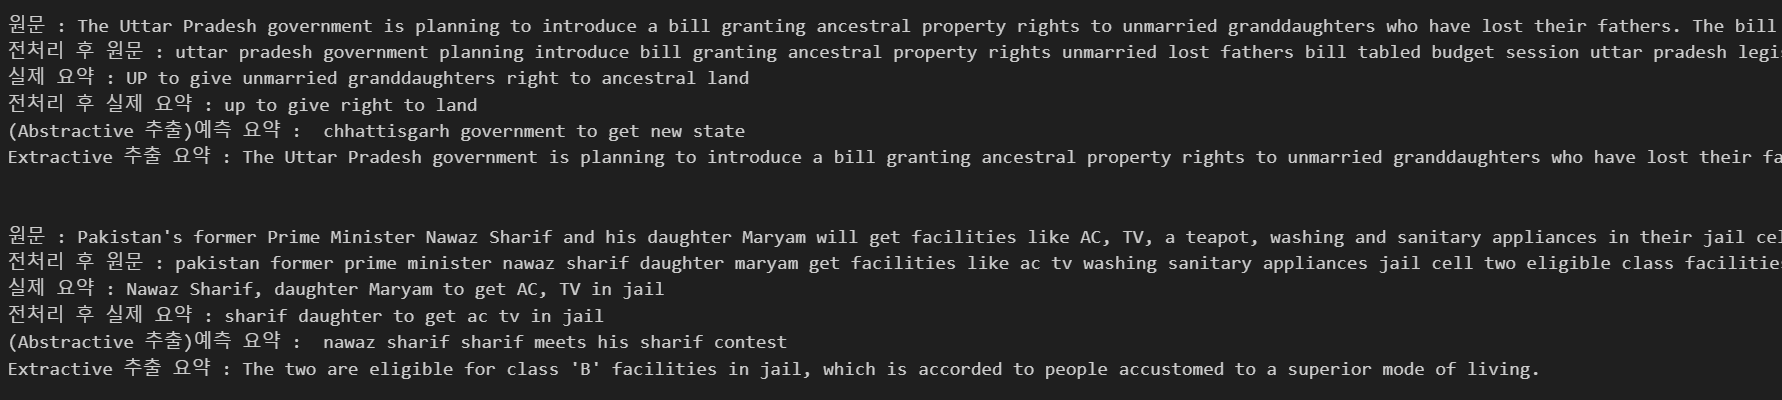 원문 : The Uttar Pradesh government is planning to introduce a bill granting ancestral property rights to unmarried granddaughters who have lost their fathers. The bill
전처리 후 원문 : uttar pradesh government planning introduce bill granting ancestral property rights unmarried lost fathers bill tabled budget session uttar pradesh legi
실제 요약 : UP to give unmarried granddaughters right to ancestral land
전처리 후 실제 요약 : up to give right to land
(Abstractive 추출)예측 요약 :  chhattisgarh government to get new state
Extractive 추출 요약 : The Uttar Pradesh government is planning to introduce a bill granting ancestral property rights to unmarried granddaughters who have lost their fa
원문 : Pakistan's former Prime Minister Nawaz Sharif and his daughter Maryam will get facilities like AC, TV, a teapot, washing and sanitary appliances in their jail cel
전처리 후 원문 : pakistan former prime minister nawaz sharif daughter maryam get facilities like ac tv washing sanitary appliances jail cell two eligible class facilities
실제 요약 : Nawaz Sharif, daughter Maryam to get AC, TV in jail
전처리 후 실제 요약 : sharif daughter to get ac tv in jail
(Abstractive 추출)예측 요약 :  nawaz sharif sharif meets his sharif contest
Extractive 추출 요약 : The two are eligible for class 'B' facilities in jail, which is accorded to people accustomed to a superior mode of living.